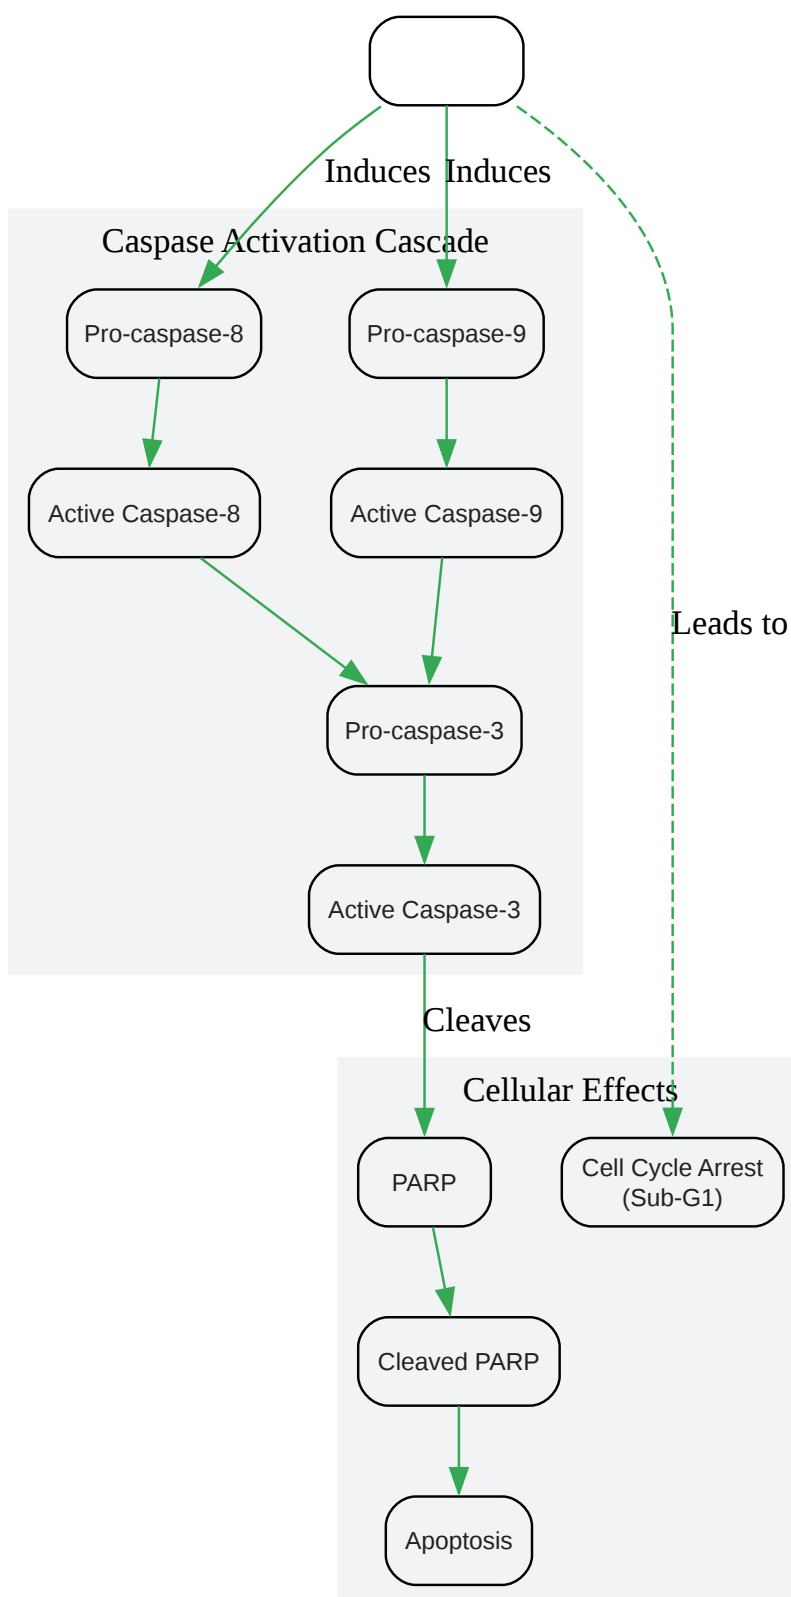 Induces
Induces
Caspase Activation Cascade
Pro-caspase-8
Pro-caspase-9
Active Caspase-8
Active Caspase-9
Leads to
Pro-caspase-3
Active Caspase-3
Cleaves
Cellular Effects
PARP
Cell Cycle Arrest
(Sub-G1)
Cleaved PARP
Apoptosis